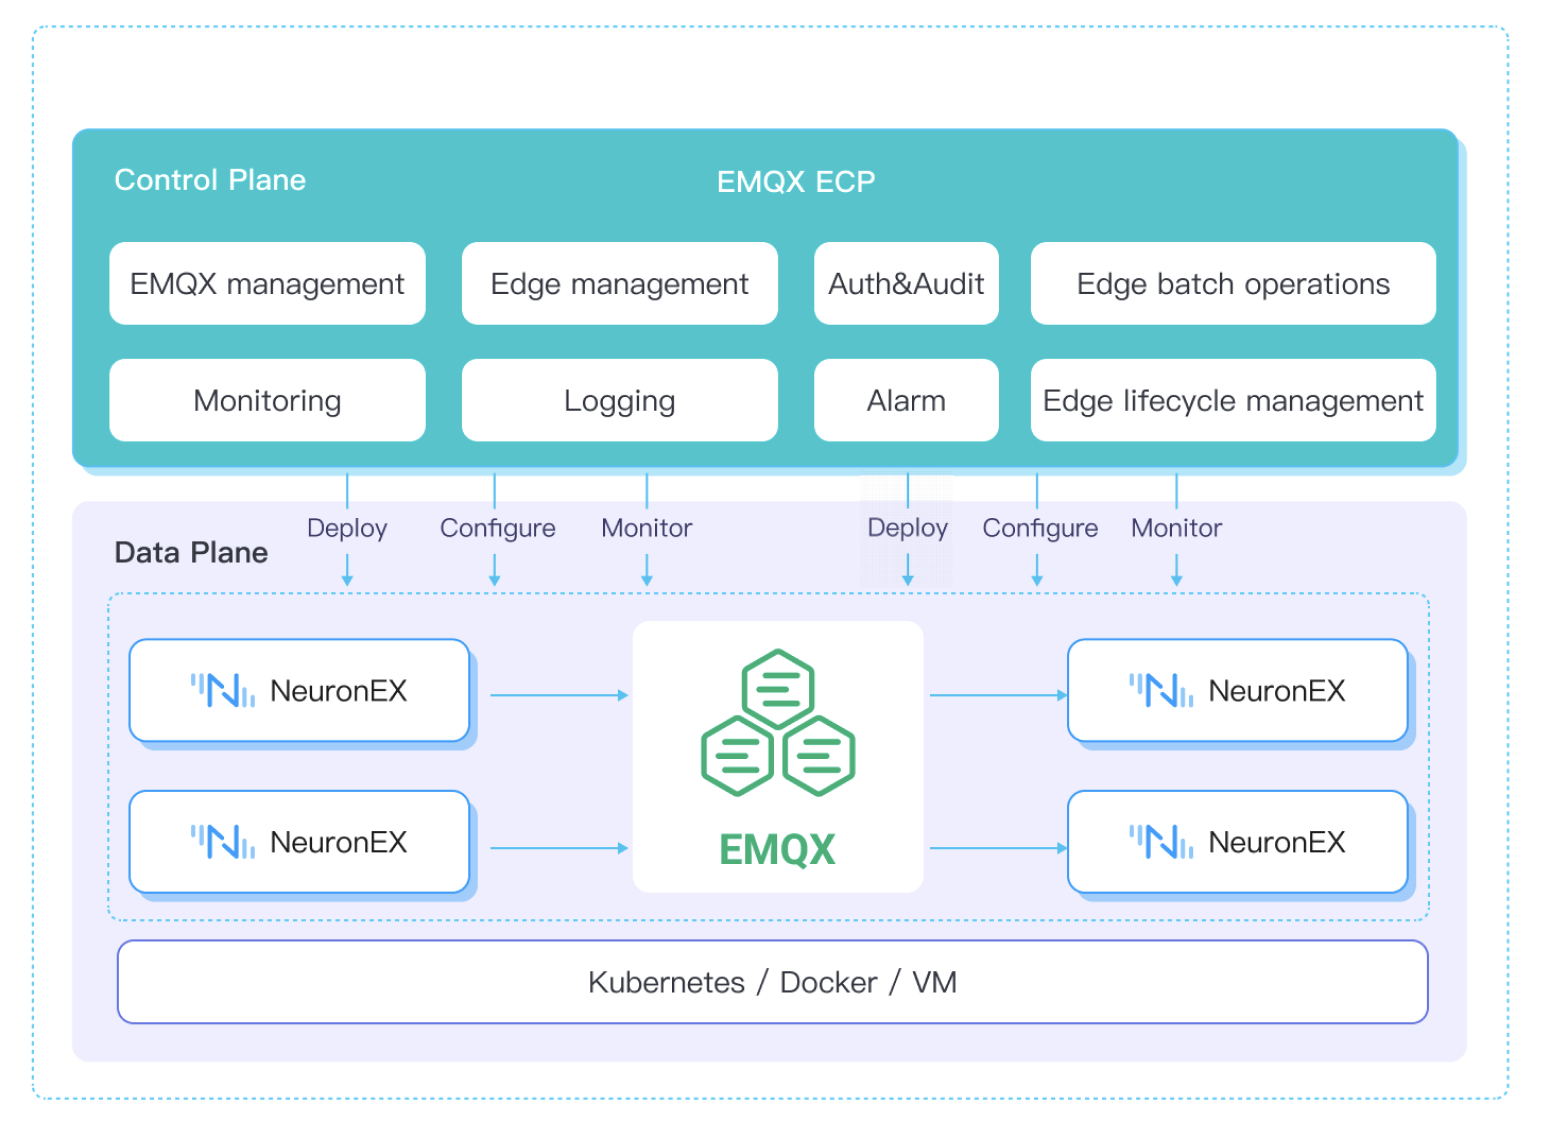 Control Plane
EMQX ECP
EMQX management
Edge management
Auth&Audit
Edge batch operations
Monitoring
Logging
Alarm
Edge lifecycle management
Deploy
Configure
Monitor
Deploy
Configure
Monitor
Data Plane
NeuronEX
NeuronEX
NeuronEX
NeuronEX
EMQX
Kubernetes / Docker / VM